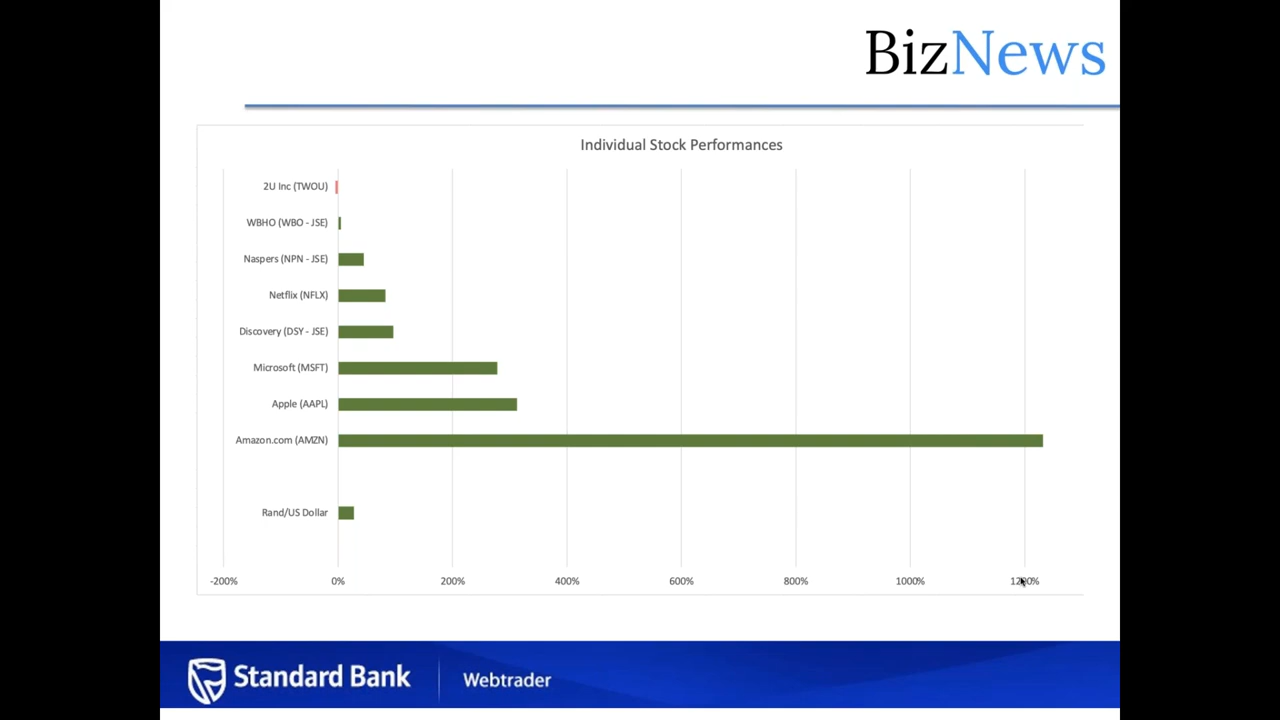 BizNews
Individual Stock Performances
2U Inc (TWOU)
WBHO (WBO - JSE)
Naspers (NPN - JSE)
Netflix (NFLX)
Discovery (DSY - JSE)
Microsoft (MSFT)
Apple (AAPL)
Amazon.com (AMZN)
Rand/US Dollar
-200% 0% 200% 400% 600% 800% 1000% 1200%
Standard Bank Webtrader